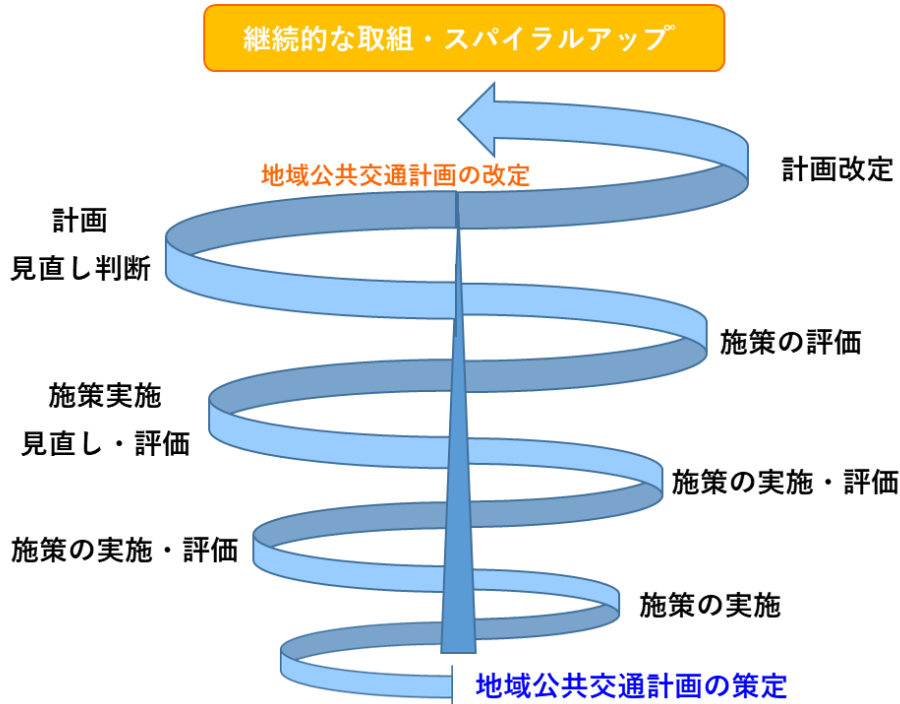 継続的な取組・スパイラルアップ
地域公共交通計画の改定
計画改定
計画
見直し判断
施策の評価
施策実施
見直し・評価
施策の実施・評価
施策の実施・評価
施策の実施
地域公共交通計画の策定